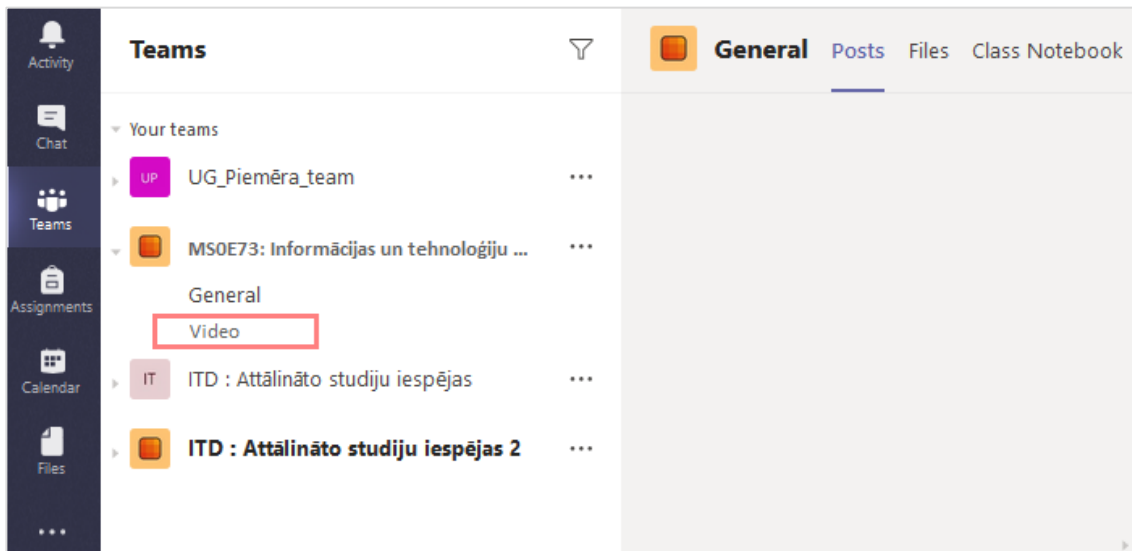 Activity
Chat
Teams
Assignments
Calendar
Files
Teams
Your teams
UP UG_Piemēra_team
MS0E73: Informācijas un tehnoloģiju ...
General
Video
IT ITD : Attālināto studiju iespējas
ITD : Attālināto studiju iespējas 2
General Posts Files Class Notebook